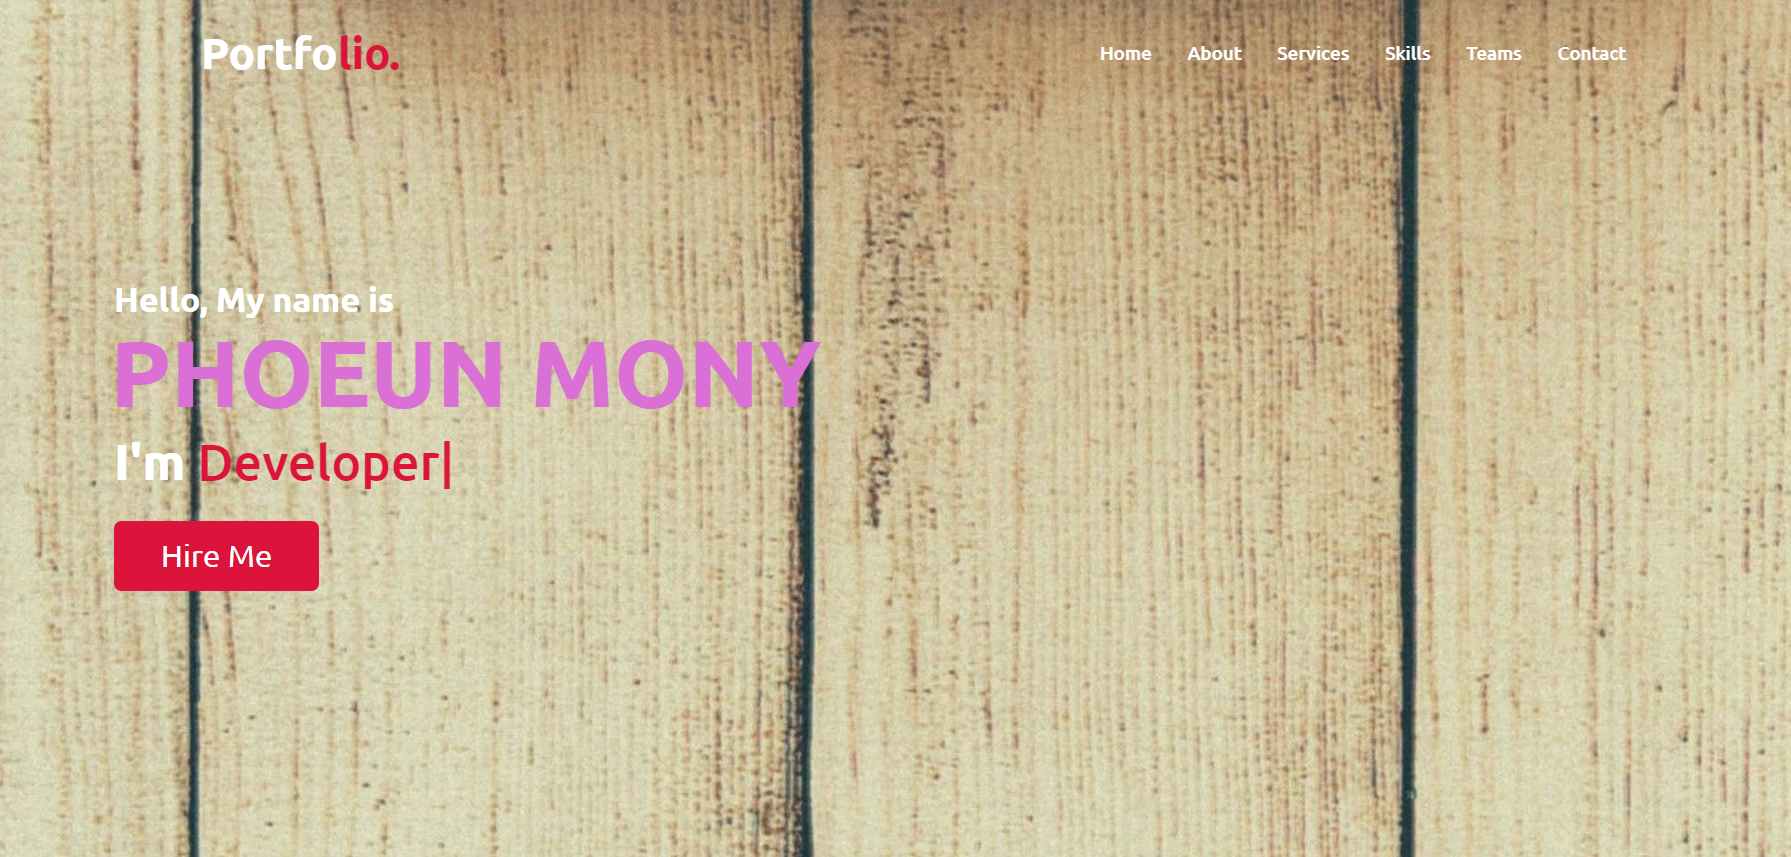 Portfolio.
Home About Services Skills Teams Contact
Hello, My name is
PHOEUN MONY
I'm Developer|
Hire Me